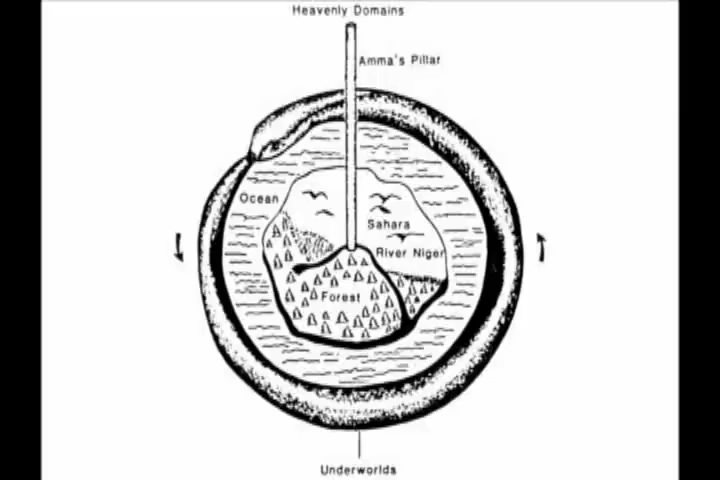 Heavenly Domains
Amma's Pillar
Ocean
Sahara
River Niger
Forest
Underworlds